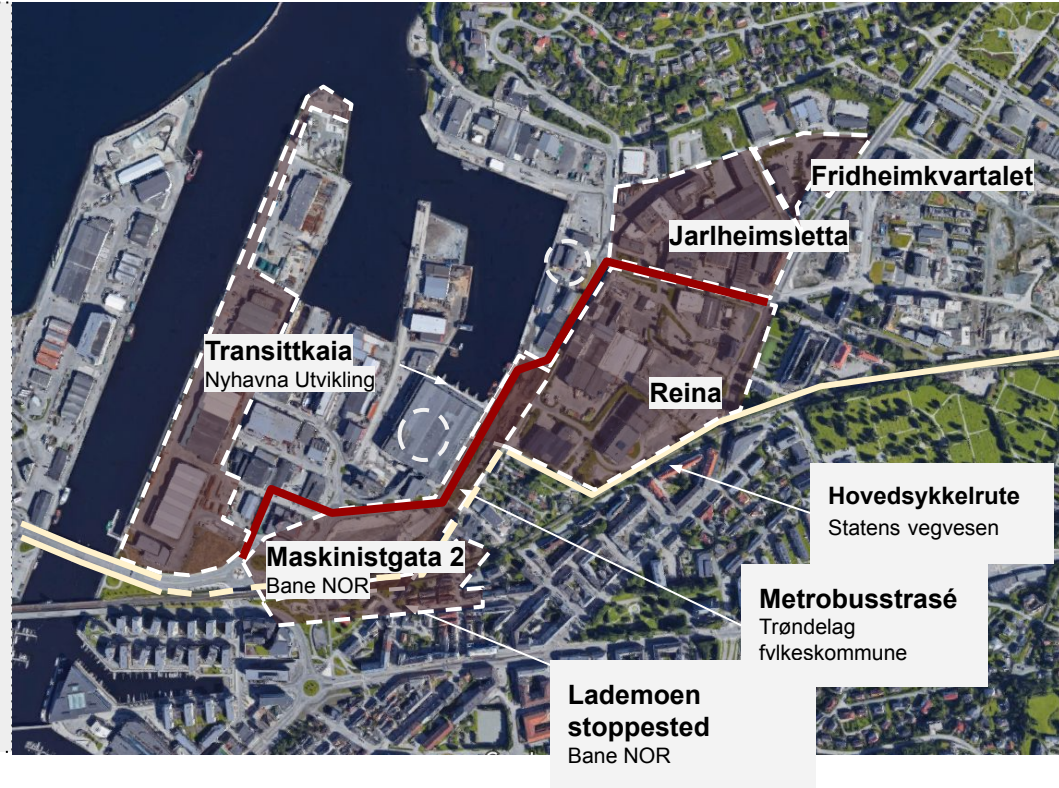 Fridheimkvartalet
Jarlheimsletta
Transittkaia
Nyhavna Utvikling
Reina
Hovedsykkelrute
Statens vegvesen
Maskinistgata 2
Bane NOR
Metrobusstrasé
Trøndelag
fylkeskommune
Lademoen
stoppested
Bane NOR